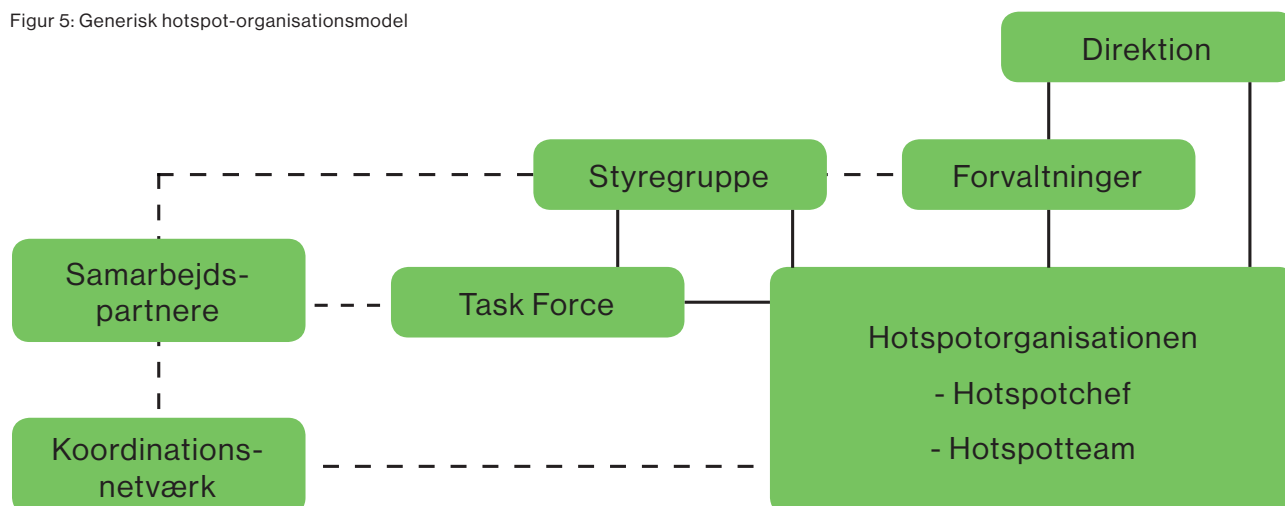 Figur 5: Generisk hotspot-organisationsmodel
Direktion
Styregruppe
Forvaltninger
Samarbejds-
partnere
Task Force
Hotspotorganisationen
- Hotspotchef
- Hotspotteam
Koordinations-
netværk